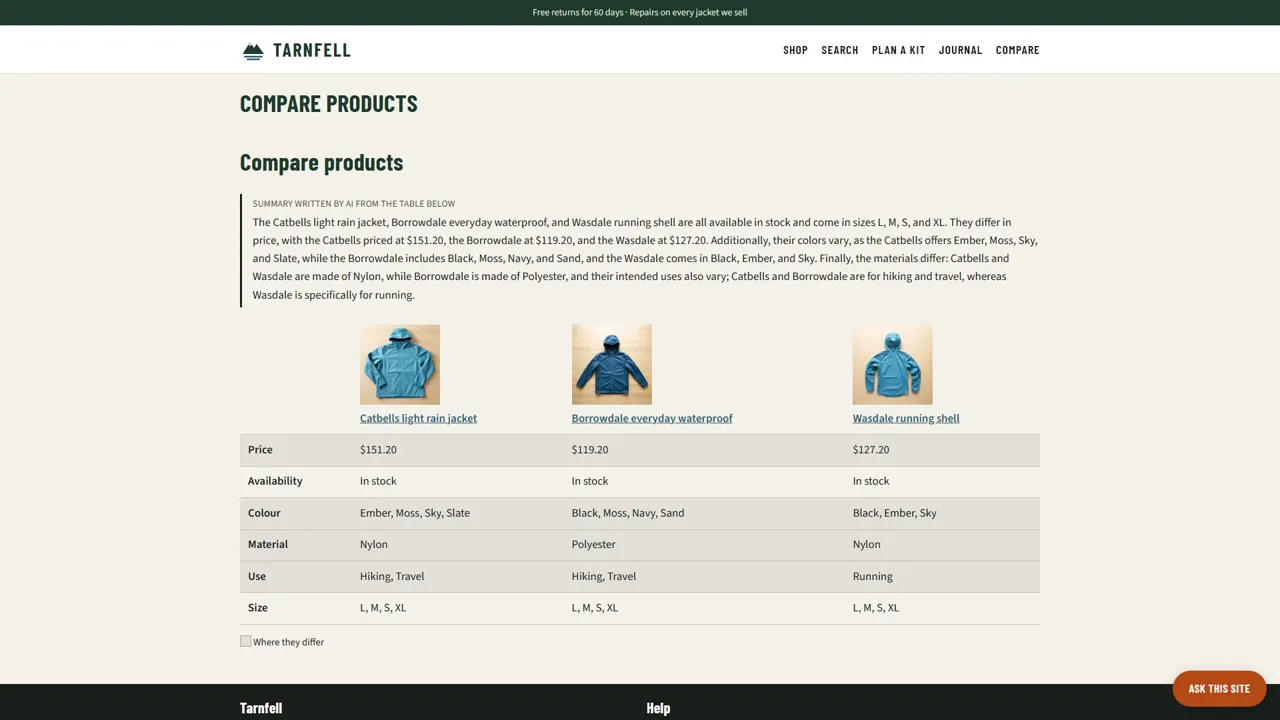 Free returns for 60 days · Repairs on every jacket we sell
TARNFELL
SHOP SEARCH PLAN A KIT JOURNAL COMPARE
COMPARE PRODUCTS
Compare products
SUMMARY WRITTEN BY AI FROM THE TABLE BELOW
The Catbells light rain jacket, Borrowdale everyday waterproof, and Wasdale running shell are all available in stock and come in sizes L, M, S, and XL. They differ in
price, with the Catbells priced at $151.20, the Borrowdale at $119.20, and the Wasdale at $127.20. Additionally, their colors vary, as the Catbells offers Ember, Moss, Sky,
and Slate, while the Borrowdale includes Black, Moss, Navy, and Sand, and the Wasdale comes in Black, Ember, and Sky. Finally, the materials differ: Catbells and
Wasdale are made of Nylon, while Borrowdale is made of Polyester, and their intended uses also vary; Catbells and Borrowdale are for hiking and travel, whereas
Wasdale is specifically for running.
Catbells light rain jacket Borrowdale everyday waterproof Wasdale running shell
Price $151.20 $119.20 $127.20
Availability In stock In stock In stock
Colour Ember, Moss, Sky, Slate Black, Moss, Navy, Sand Black, Ember, Sky
Material Nylon Polyester Nylon
Use Hiking, Travel Hiking, Travel Running
Size L, M, S, XL L, M, S, XL L, M, S, XL
Where they differ
ASK THIS SITE
Tarnfell Help